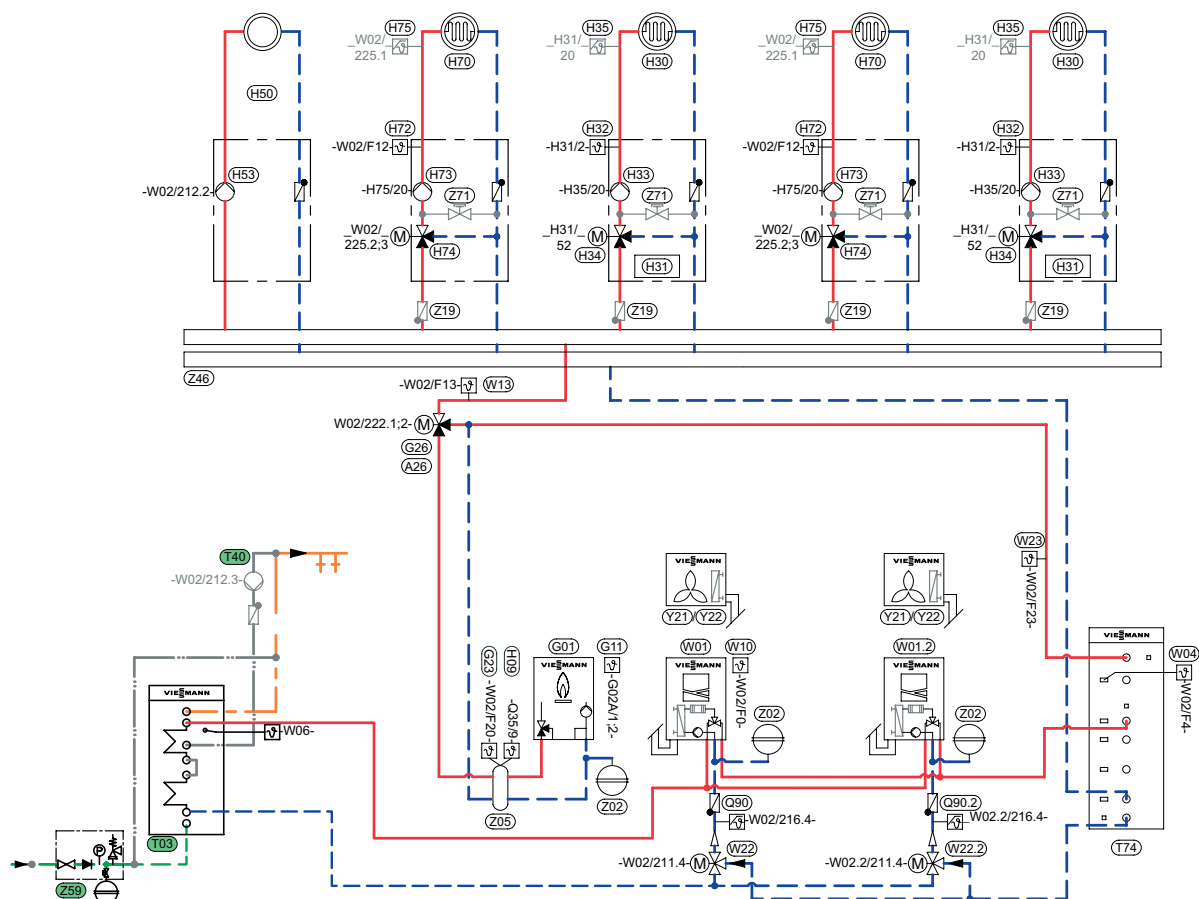 H75
H35
H75
H35
_W02/
225.1
_H31/
20
_W02/
225.1
_H31/
20
H70
H30
H70
H30
H50
H72
H32
H72
H32
-W02/F12-
-H31/2-
-W02/F12-
-H31/2-
H53
H73
H33
H73
H33
-W02/212.2-
-H75/20-
-H35/20-
-H75/20-
-H35/20-
Z71
Z71
Z71
Z71
_W02/
225.2;3
M
H74
_H31/
52
M
H34
H31
_W02/
225.2;3
M
H74
_H31/
52
M
H34
H31
Z19
Z19
Z19
Z19
Z46
-W02/F13-
W13
W02/222.1;2-
M
G26
A26
T40
-W02/212.3-
W23
-W02/F23-
VIESMANN
Y21/Y22
VIESMANN
Y21/Y22
G23
H09
G01
G11
W01
W10
W01.2
VIESMANN
W04
-W02/F20-
-Q35/9-
VIESMANN
-G02A/1;2-
VIESMANN
-W02/F0-
VIESMANN
-W02/F4-
VIESMANN
-W06-
Z02
Z02
Z02
Z05
Q90
Q90.2
-W02/216.4-
W02.2/216.4-
T03
T74
P
W22
W22.2
-W02/211.4-
M
-W02.2/211.4-
M
Z59